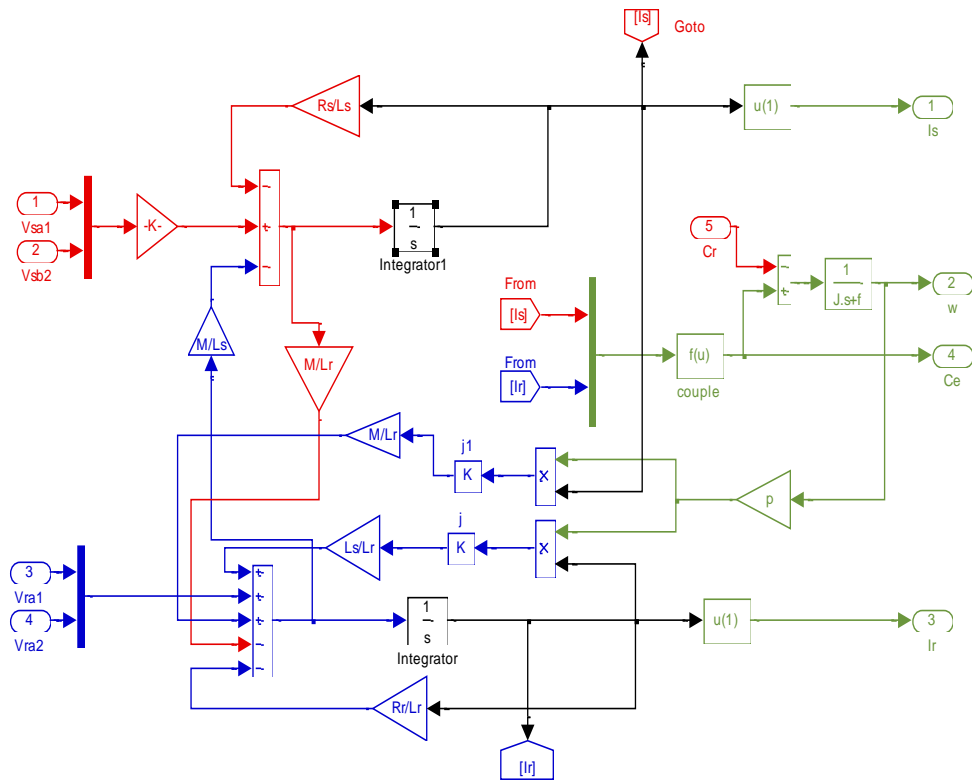 [Is]
Goto
Rs/Ls
u(1)
1
Is
1
Vsa1
2
Vsb2
-K-
-
+
-
1
s
Integrator1
5
Cr
-
+
1
J.s+f
2
w
From
[Is]
From
[Ir]
f(u)
couple
4
Ce
M/Ls
M/Lr
M/Lr
j1
K
X
p
Ls/Lr
j
K
X
3
Vra1
4
Vra2
+
+
+
-
-
1
s
Integrator
u(1)
3
Ir
Rr/Lr
[Ir]